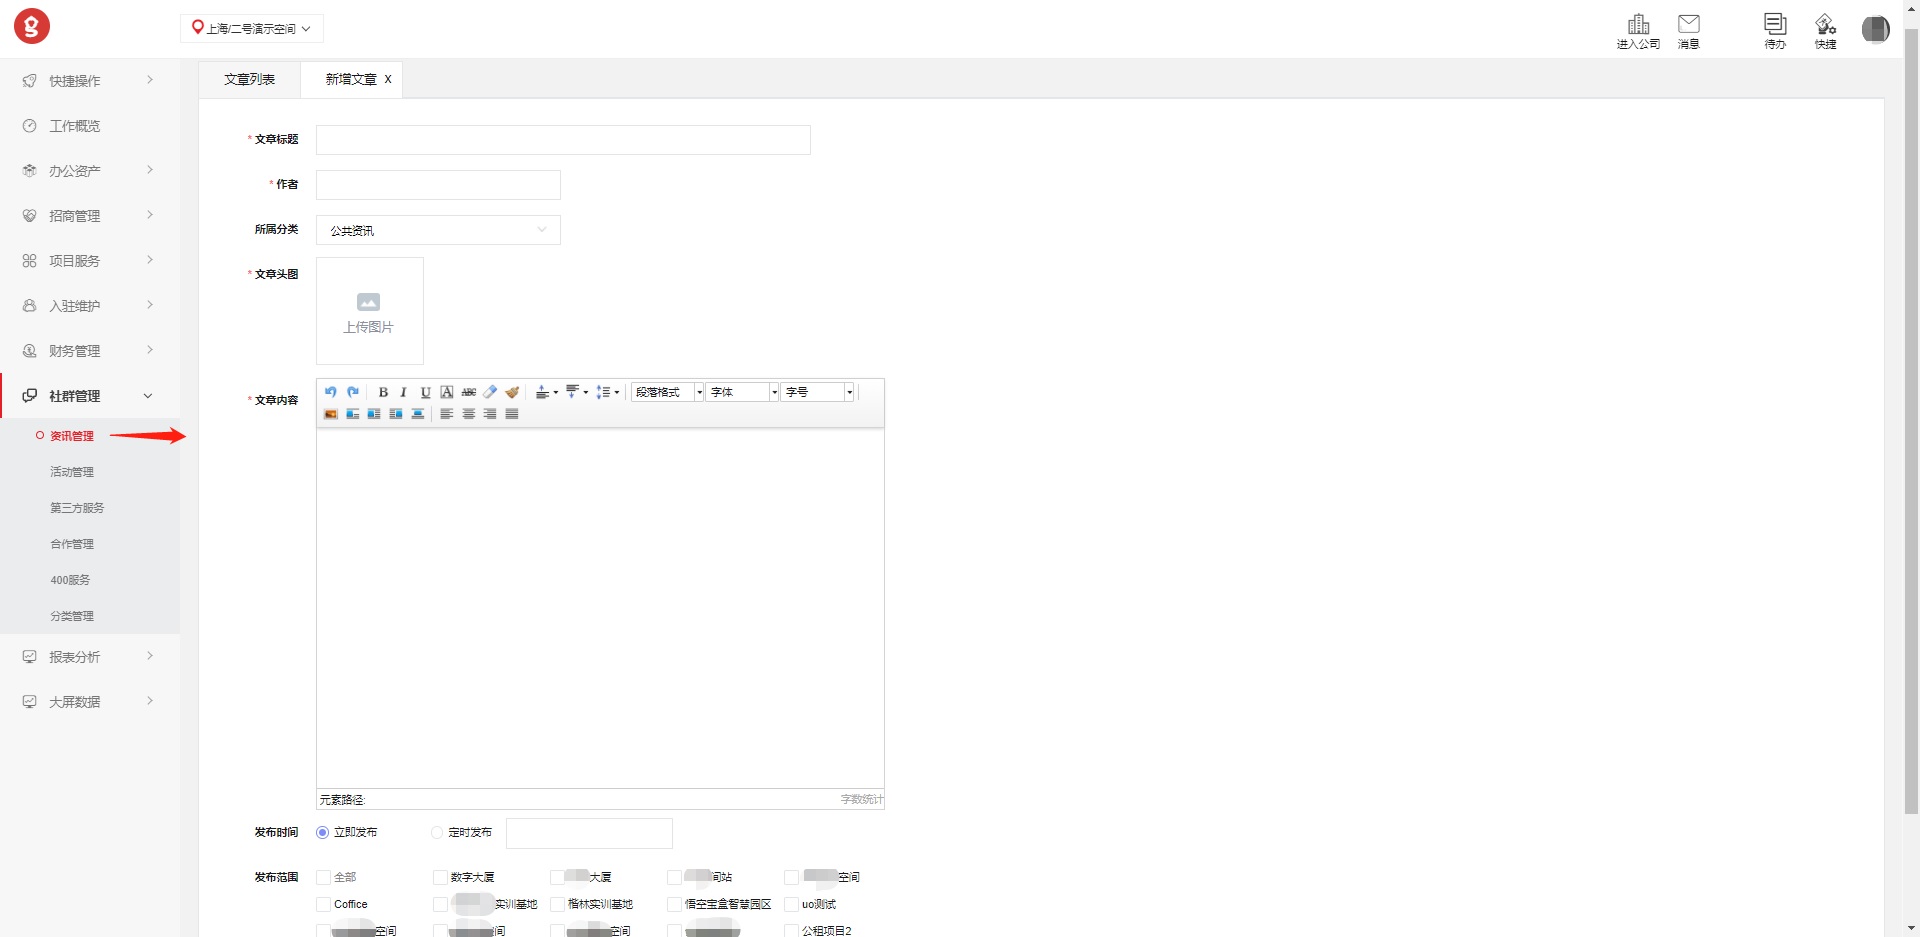 上海/二号演示空间
进入公司
消息
待办
快捷
快捷操作
工作概览
办公资产
招商管理
项目服务
入驻维护
财务管理
社群管理
资讯管理
活动管理
第三方服务
合作管理
400服务
分类管理
报表分析
大屏数据
文章列表
新增文章 X
* 文章标题
* 作者
所属分类 公共资讯
* 文章头图
上传图片
* 文章内容
B I U A ABC 段落格式 字体 字号
元素路径: 字数统计
发布时间 立即发布 定时发布
发布范围 全部 数字大厦 大厦 间站 空间
Coffice 实训基地 楷林实训基地 悟空宝盒智慧园区 uo测试
空间 间 空间 公租项目2